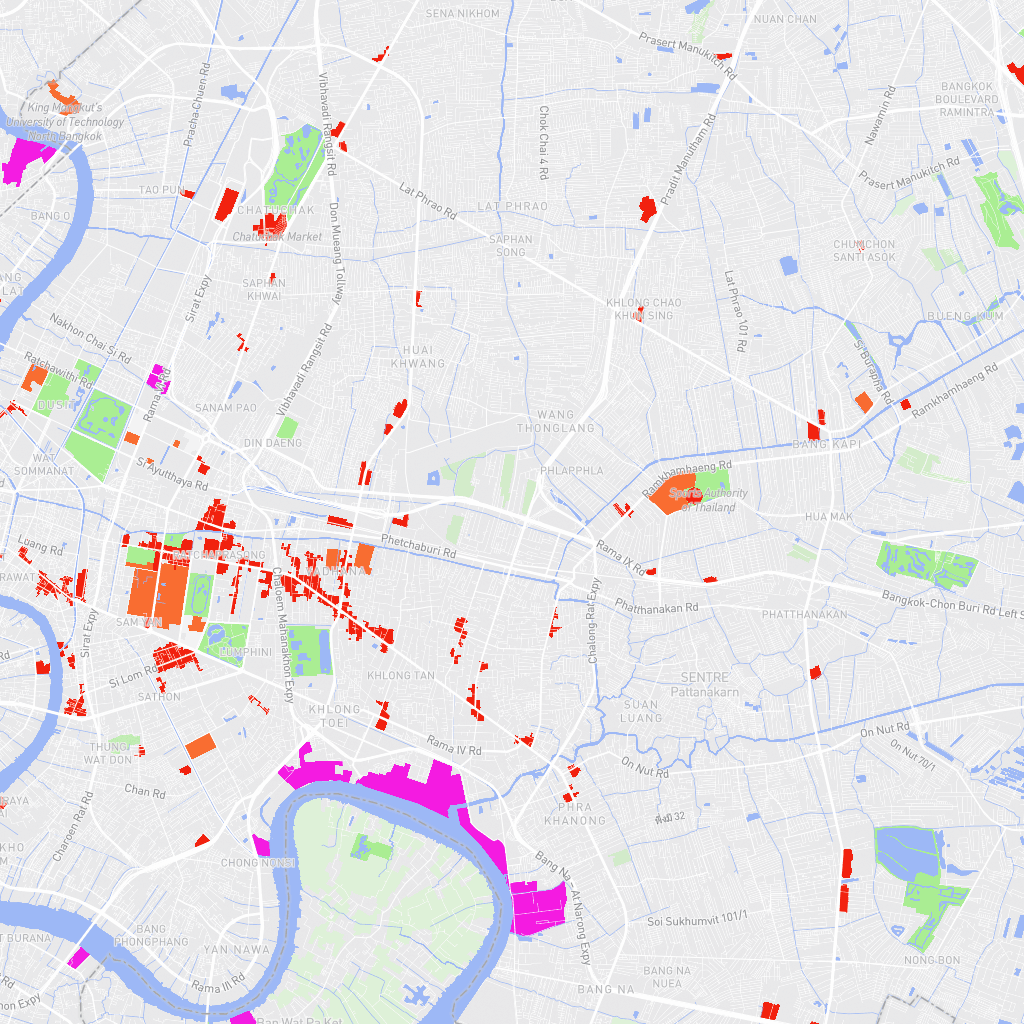 SENA NIKHOM
NUAN CHAN
Prasert Manukitch Rd
Vibhavadi Rangsit Rd
Pracha-Chuen Rd
King Mongkut's
University of Technology
North Bangkok
BANGKOK
BOULEVARD
RAMINTRA
Nawamin Rd
Chok Chai 4 Rd
Pradit Manutham Rd
Prasert Manukitch Rd
TAO PUN
Lat Phrao Rd
LAT PHRAO
BANG O
CHATUCHAK
Chatuchak Market
SAPHAN
SONG
Don Mueang Tollway
CHUMCHON
SANTI ASOK
ANG
LAT
SAPHAN
KHWAI
Sirat Expy
Lat Phrao 101 Rd
KHLONG CHAO
KHUN SING
BUENG KUM
Nakhon Chai Si Rd
Vibhavadi Rangsit Rd
HUAI
KHWANG
Si Burapha Rd
Ratchawithi Rd
Rama VI Rd
Ramkhamhaeng Rd
DUSIT
SANAM PAO
WANG
THONGLANG
DIN DAENG
BANG KAPI
WAT
SOMMANAT
Si Ayutthaya Rd
PHLAPPHLA
Ramkhambaeng Rd
Sports Authority
of Thailand
HUA MAK
Luang Rd
RATCHAPRASONG
Phetchaburi Rd
Rama IX Rd
RAWAT
VADHANA
Chaloem Mahanakhon Expy
Chalong Rat Expy
Phatthanakan Rd
Bangkok-Chon Buri Rd Left S
PHATTHANAKAN
SAM YAN
Sirat Expy
LUMPHINI
Si Lom Rd
SATHON
KHLONG TAN
SENTRE
Pattanakarn
KHLONG
TOEI
SUAN
LUANG
Rama IV Rd
THUNG
WAT DON
On Nut Rd
On Nut Rd
On Nut 70/1
Chan Rd
RAYA
AI
Charoen Rat Rd
PHRA
KHANONG
KHO
M
CHONG NONSI
Bang Na - At Narong Expy
Soi Sukhumvit 101/1
T BURANA
BANG
PHONGPHANG
YAN NAWA
NONG BON
BANG NA
NUEA
Rama III Rd
BANG NA
hon Expy
Ban Wat Pa Ket